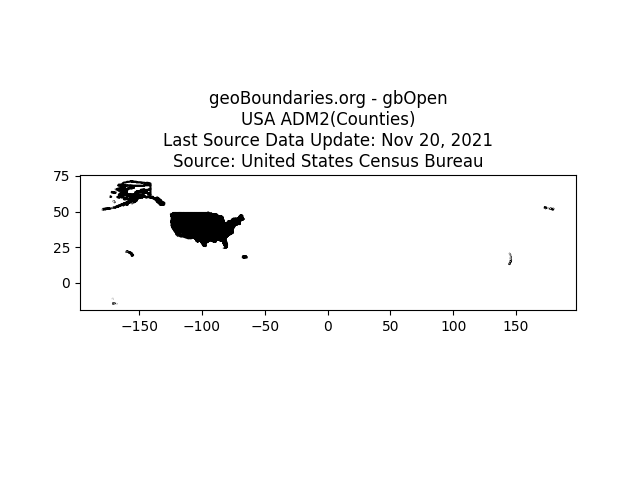 geoBoundaries.org - gbOpen
USA ADM2(Counties)
Last Source Data Update: Nov 20, 2021
Source: United States Census Bureau
75
50
25
0
−150
−100
−50
0
50
100
150